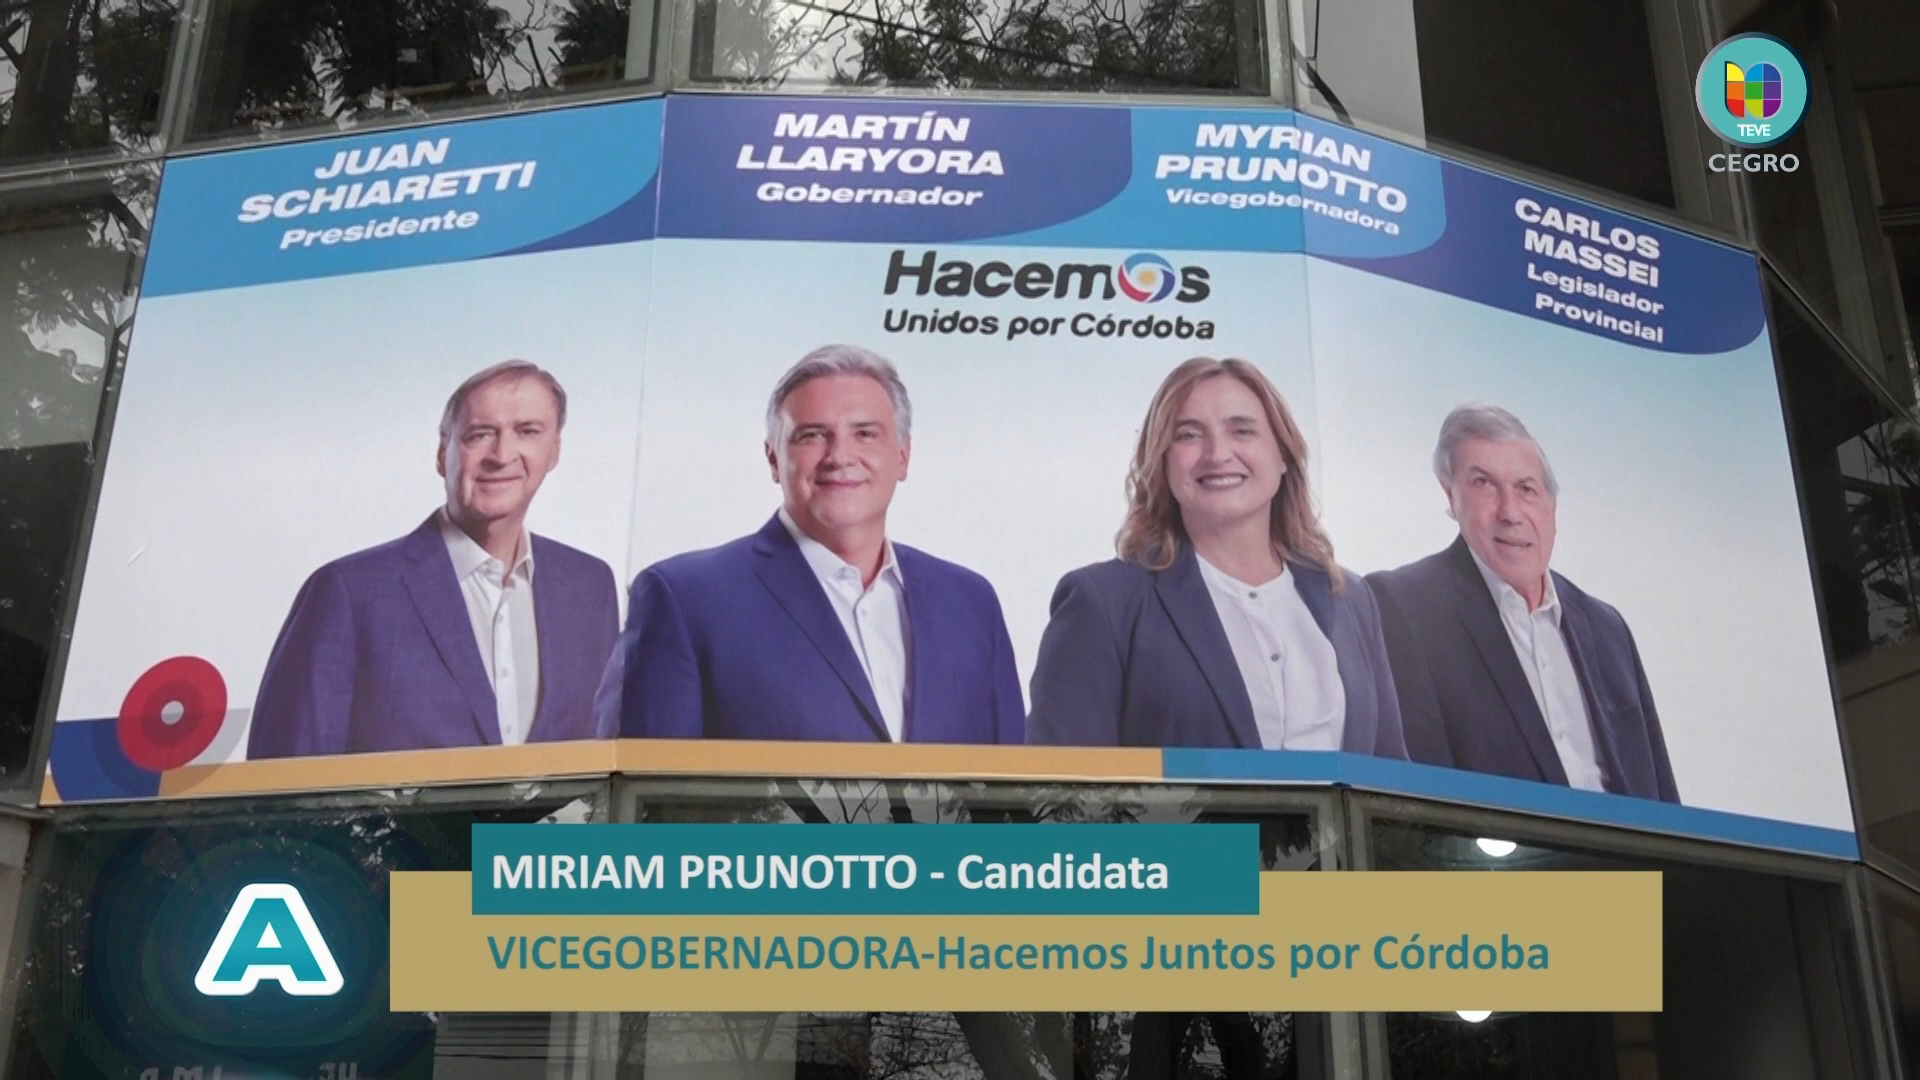 JUAN
SCHIARETTI
Presidente
MARTÍN
LLARYORA
Gobernador
MYRIAN
PRUNOTTO
Vicegobernadora
CARLOS
MASSEI
Legislador
Provincial
Hacemos
Unidos por Córdoba
TEVE
CEGRO
A
MIRIAM PRUNOTTO - Candidata
VICEGOBERNADORA-Hacemos Juntos por Córdoba